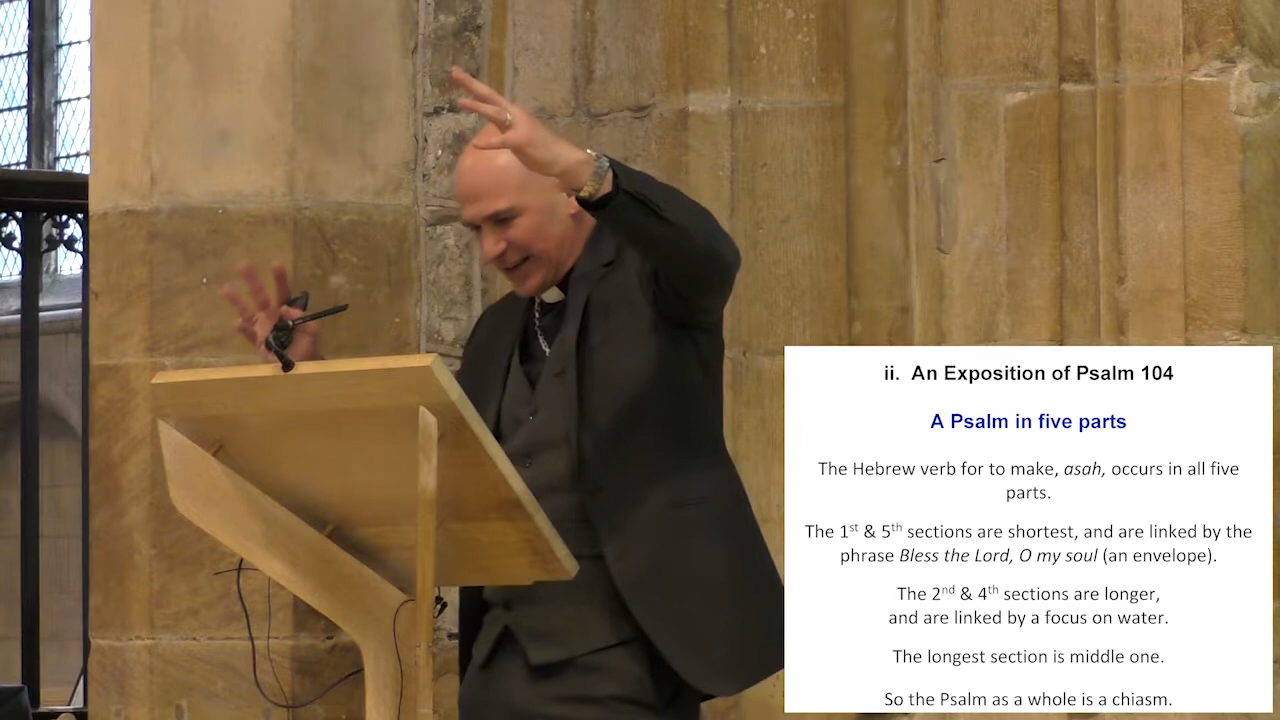 ii. An Exposition of Psalm 104
A Psalm in five parts
The Hebrew verb for to make, asah, occurs in all five
parts.
The 1st & 5th sections are shortest, and are linked by the
phrase Bless the Lord, O my soul (an envelope).
The 2nd & 4th sections are longer,
and are linked by a focus on water.
The longest section is middle one.
So the Psalm as a whole is a chiasm.